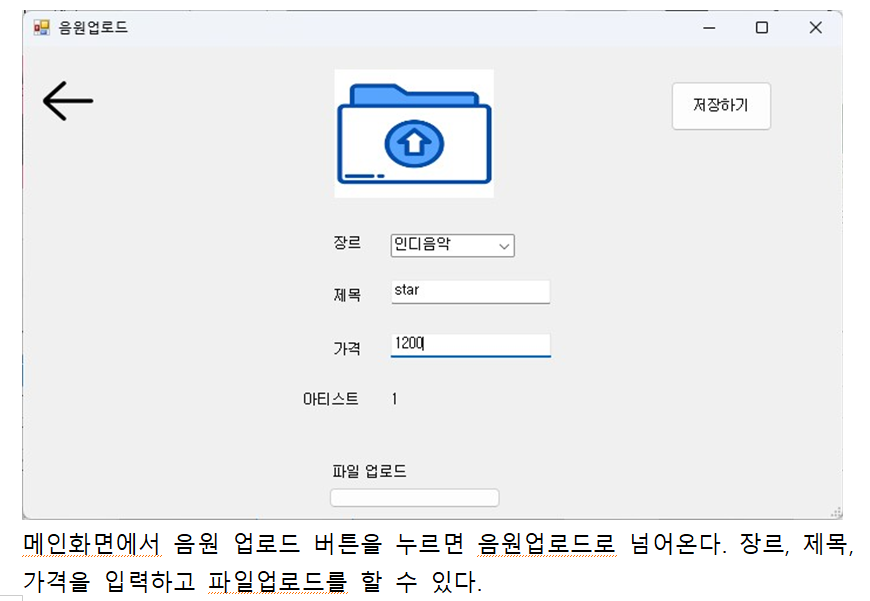 음원업로드
저장하기
장르 인디음악
제목 star
가격 1200
아티스트 1
파일 업로드
메인화면에서 음원 업로드 버튼을 누르면 음원업로드로 넘어온다. 장르, 제목,
가격을 입력하고 파일업로드를 할 수 있다.